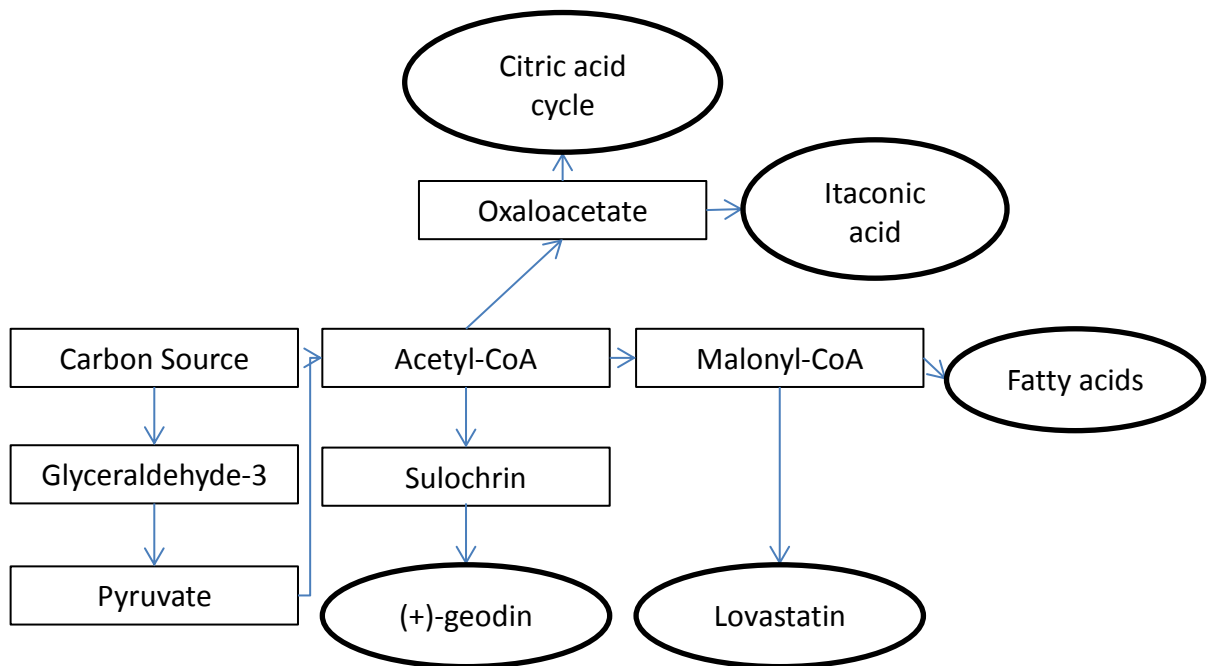 Citric acid
cycle
Oxaloacetate
Itaconic
acid
Carbon Source
Acetyl-CoA
Malonyl-CoA
Fatty acids
Glyceraldehyde-3
Sulochrin
Pyruvate
(+)-geodin
Lovastatin